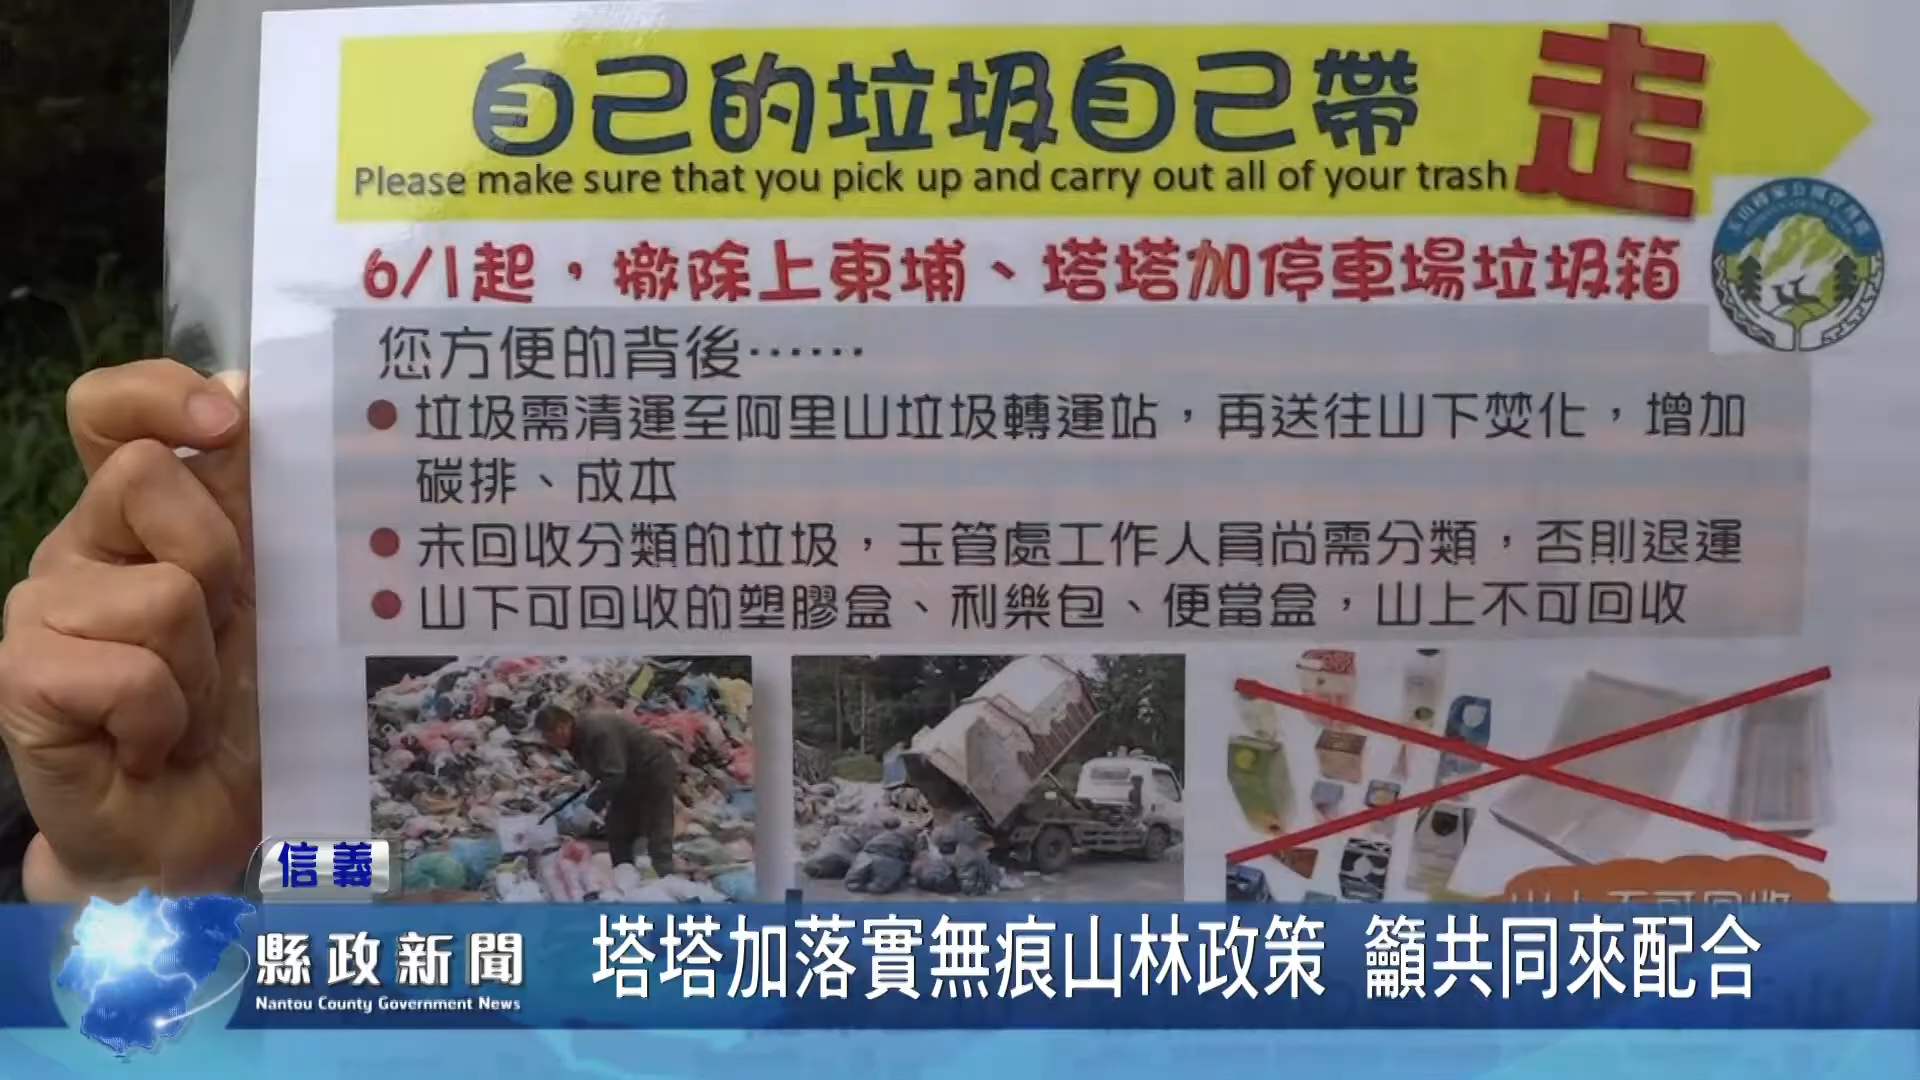 自己的垃圾自己帶走
Please make sure that you pick up and carry out all of your trash
6/1起，撤除上東埔、塔塔加停車場垃圾箱
您方便的背後……
● 垃圾需清運至阿里山垃圾轉運站，再送往山下焚化，增加
碳排、成本
● 未回收分類的垃圾，玉管處工作人員尚需分類，否則退運
● 山下可回收的塑膠盒、利樂包、便當盒，山上不可回收
山上不可回收
信義
縣政新聞
Nantou County Government News
塔塔加落實無痕山林政策 籲共同來配合